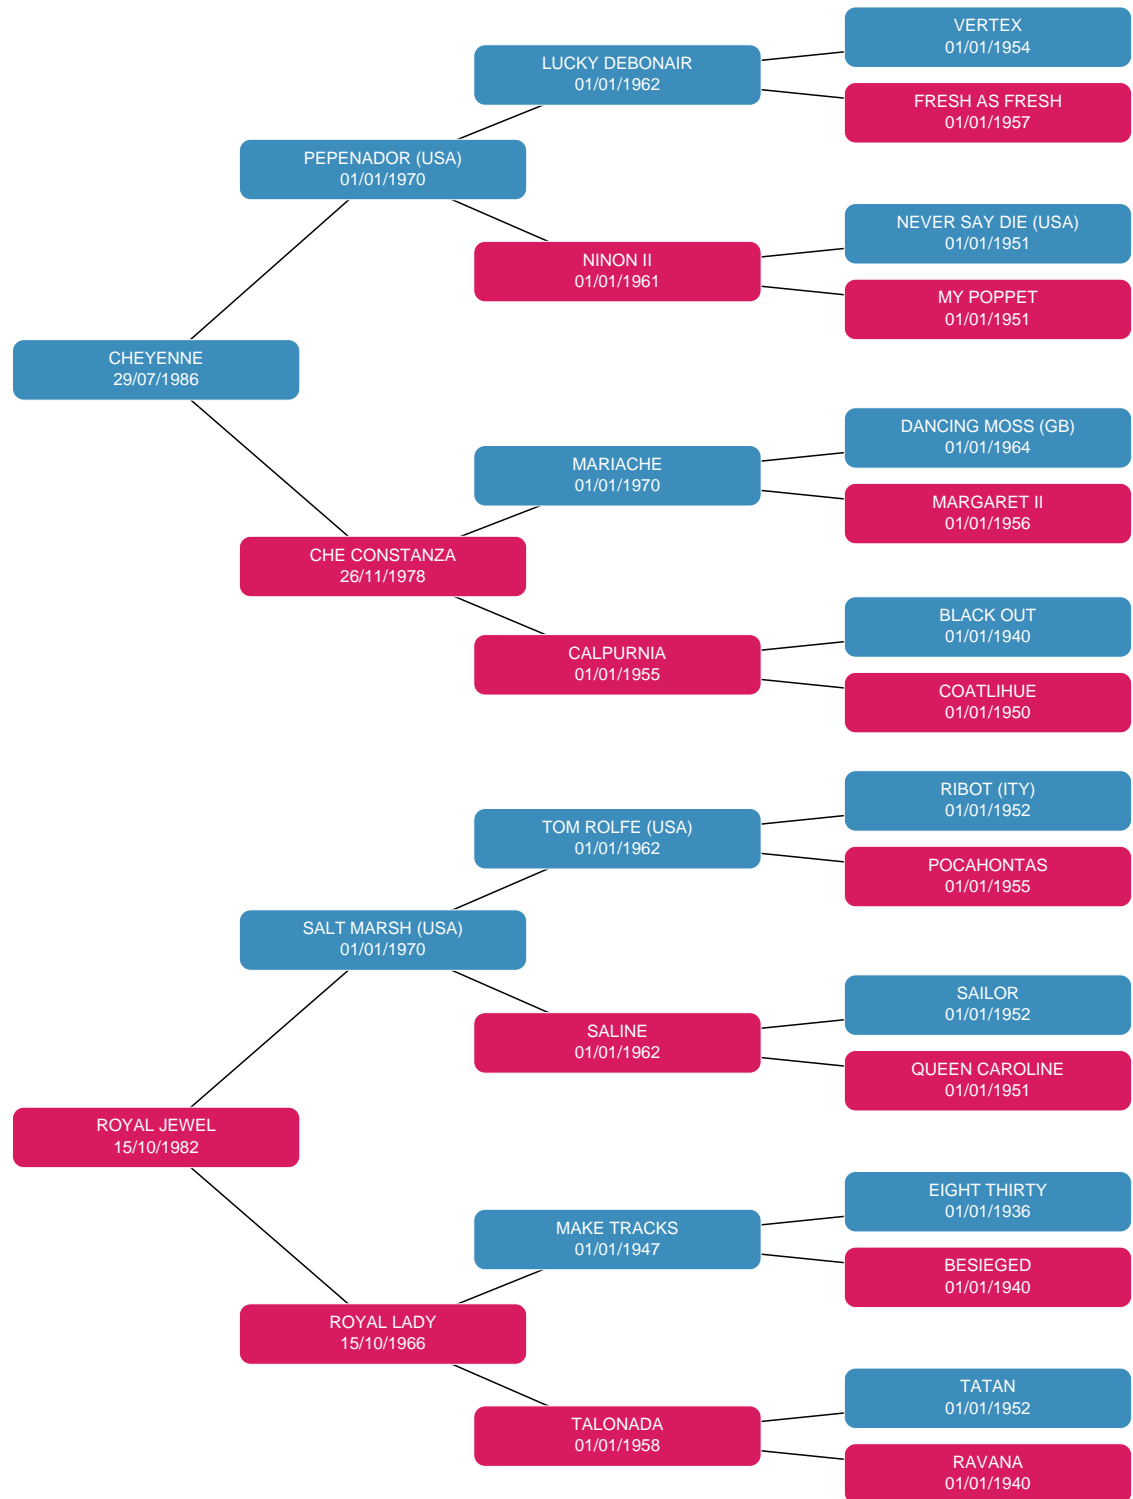 VERTEX
01/01/1954
LUCKY DEBONAIR
01/01/1962
FRESH AS FRESH
01/01/1957
PEPENADOR (USA)
01/01/1970
NEVER SAY DIE (USA)
01/01/1951
NINON II
01/01/1961
MY POPPET
01/01/1951
CHEYENNE
29/07/1986
DANCING MOSS (GB)
01/01/1964
MARIACHE
01/01/1970
MARGARET II
01/01/1956
CHE CONSTANZA
26/11/1978
BLACK OUT
01/01/1940
CALPURNIA
01/01/1955
COATLIHUE
01/01/1950
RIBOT (ITY)
01/01/1952
TOM ROLFE (USA)
01/01/1962
POCAHONTAS
01/01/1955
SALT MARSH (USA)
01/01/1970
SAILOR
01/01/1952
SALINE
01/01/1962
QUEEN CAROLINE
01/01/1951
ROYAL JEWEL
15/10/1982
EIGHT THIRTY
01/01/1936
MAKE TRACKS
01/01/1947
BESIEGED
01/01/1940
ROYAL LADY
15/10/1966
TATAN
01/01/1952
TALONADA
01/01/1958
RAVANA
01/01/1940